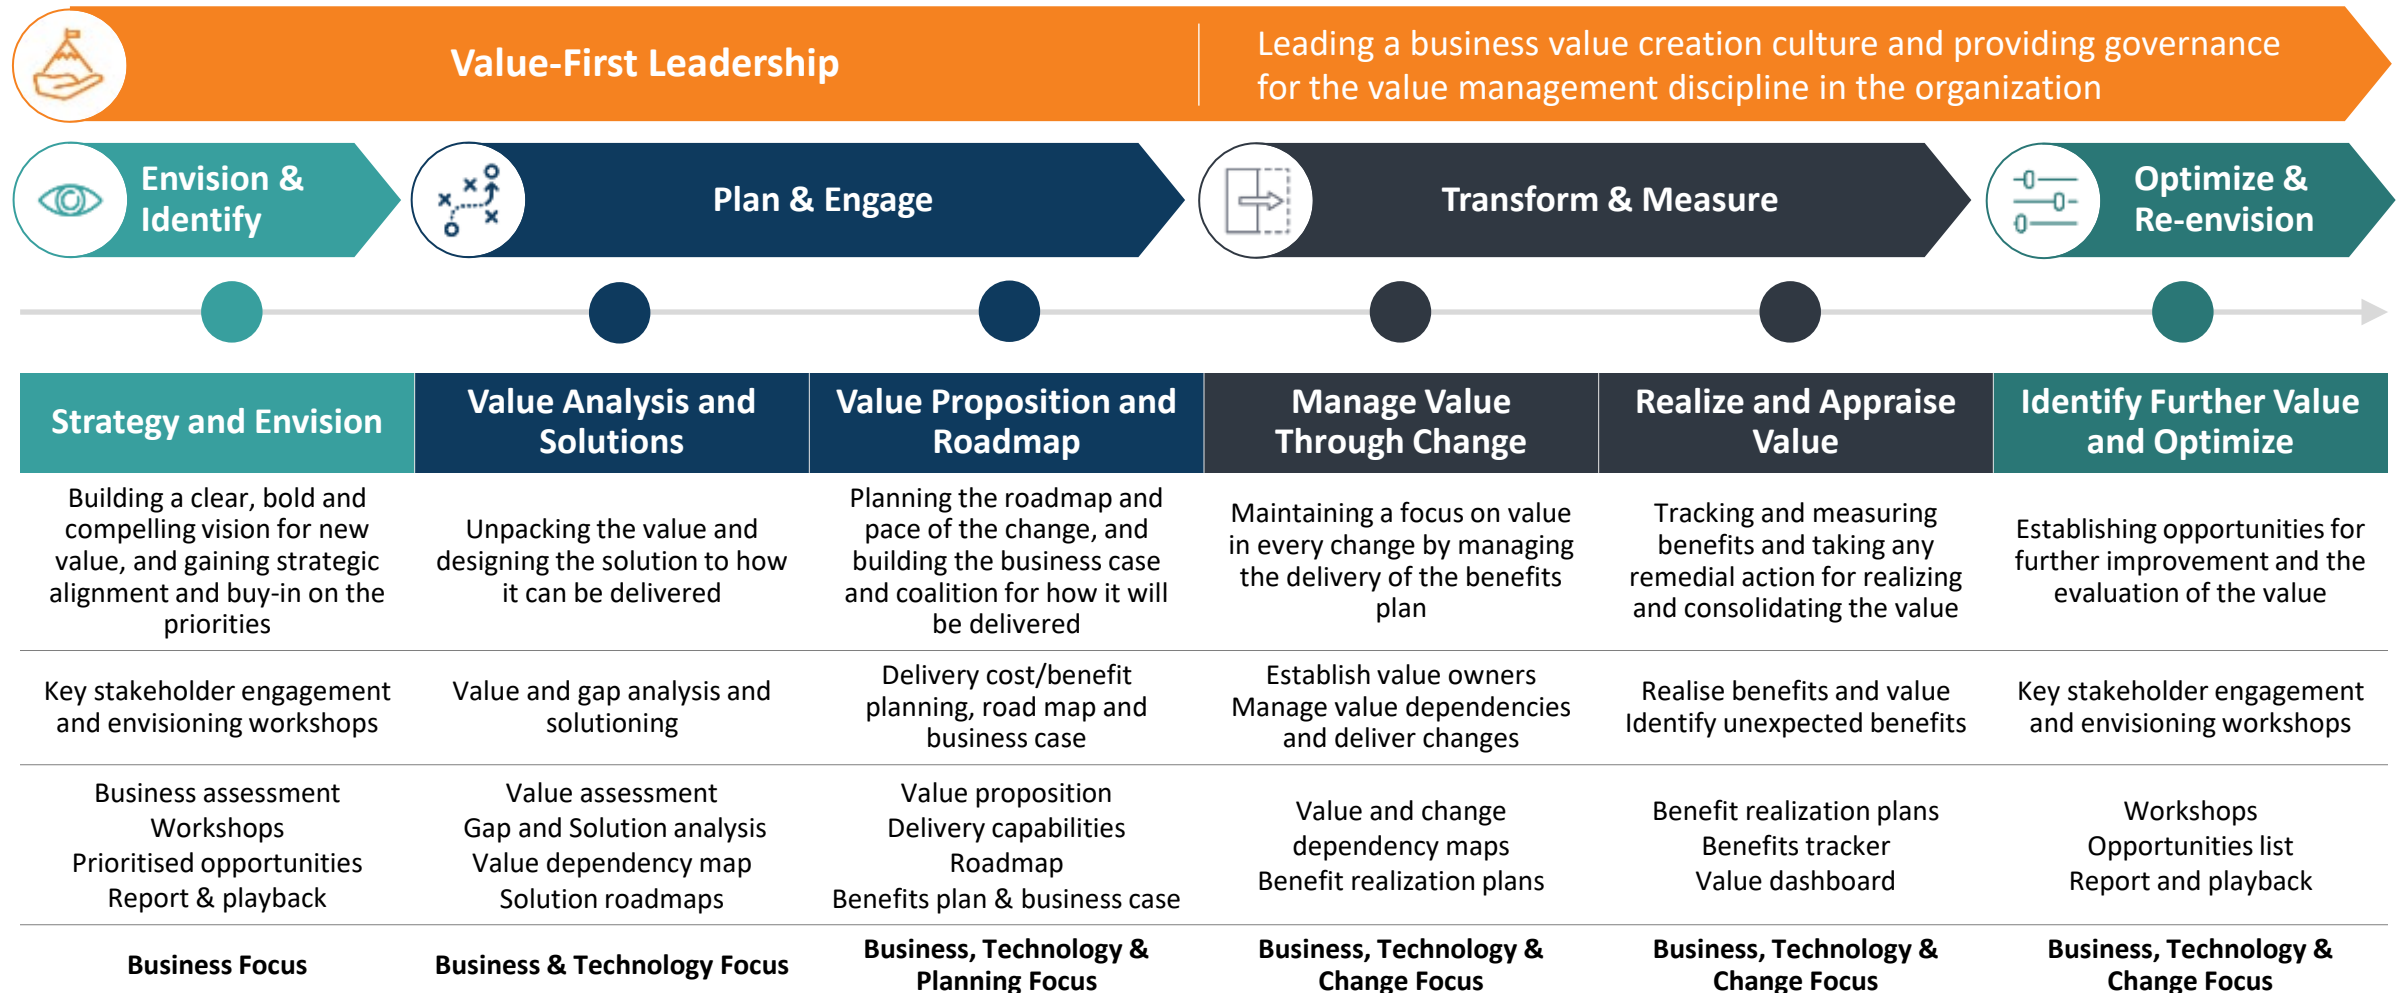 Value-First Leadership
Leading a business value creation culture and providing governance
for the value management discipline in the organization
Envision &
Identify
Plan & Engage
Transform & Measure
Optimize &
Re-envision
Strategy and Envision
Value Analysis and
Solutions
Value Proposition and
Roadmap
Manage Value
Through Change
Realize and Appraise
Value
Identify Further Value
and Optimize
Building a clear, bold and
compelling vision for new
value, and gaining strategic
alignment and buy-in on the
priorities
Unpacking the value and
designing the solution to how
it can be delivered
Planning the roadmap and
pace of the change, and
building the business case
and coalition for how it will
be delivered
Maintaining a focus on value
in every change by managing
the delivery of the benefits
plan
Tracking and measuring
benefits and taking any
remedial action for realizing
and consolidating the value
Establishing opportunities for
further improvement and the
evaluation of the value
Key stakeholder engagement
and envisioning workshops
Value and gap analysis and
solutioning
Delivery cost/benefit
planning, road map and
business case
Establish value owners
Manage value dependencies
and deliver changes
Realise benefits and value
Identify unexpected benefits
Key stakeholder engagement
and envisioning workshops
Business assessment
Workshops
Prioritised opportunities
Report & playback
Value assessment
Gap and Solution analysis
Value dependency map
Solution roadmaps
Value proposition
Delivery capabilities
Roadmap
Benefits plan & business case
Value and change
dependency maps
Benefit realization plans
Benefit realization plans
Benefits tracker
Value dashboard
Workshops
Opportunities list
Report and playback
Business Focus
Business & Technology Focus
Business, Technology &
Planning Focus
Business, Technology &
Change Focus
Business, Technology &
Change Focus
Business, Technology &
Change Focus